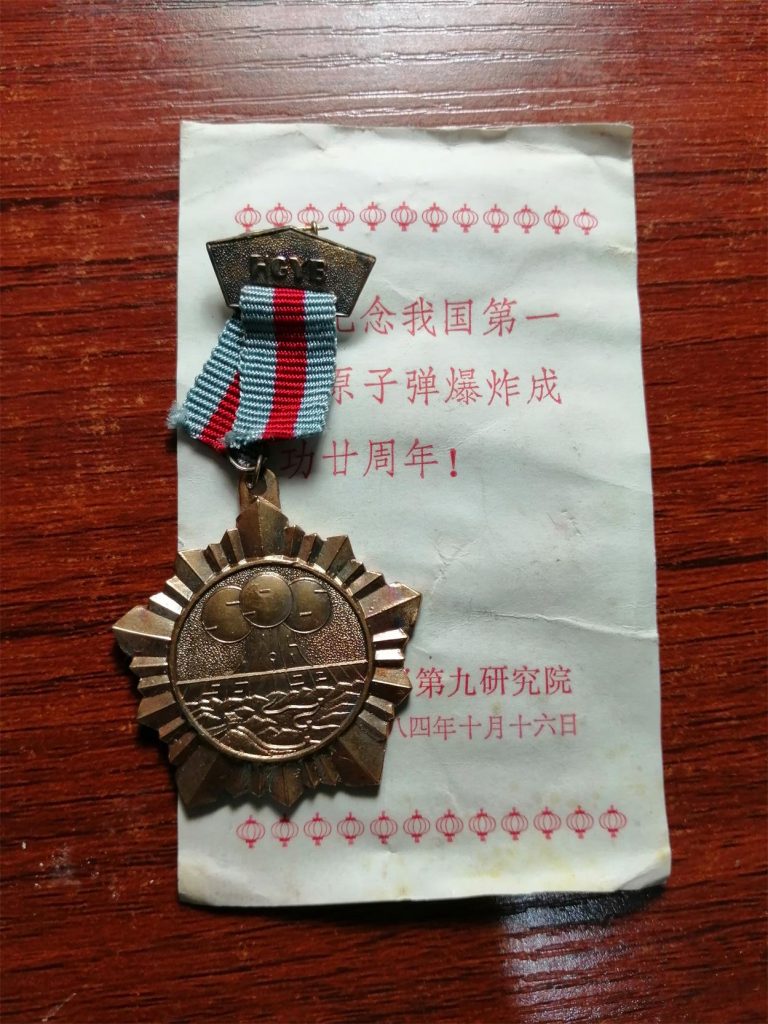 HGYB
念我国第一
原子弹爆炸成
功廿周年!
第九研究院
八四年十月十六日